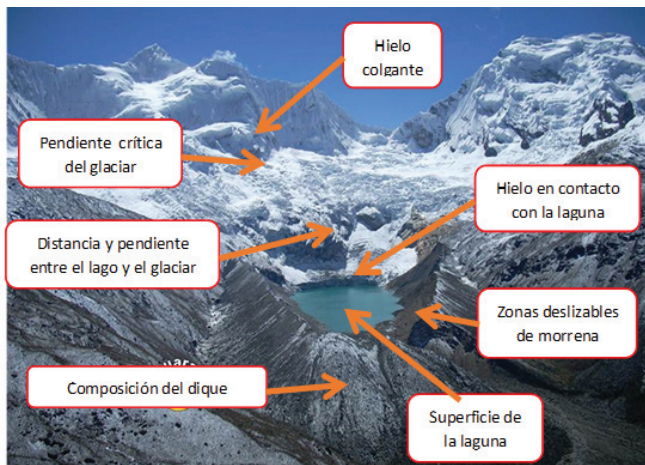 Hielo
colgante
Pendiente crítica
del glaciar
Hielo en contacto
con la laguna
Distancia y pendiente
entre el lago y el glaciar
Zonas deslizables
de morrena
Composición del dique
Superficie de
la laguna